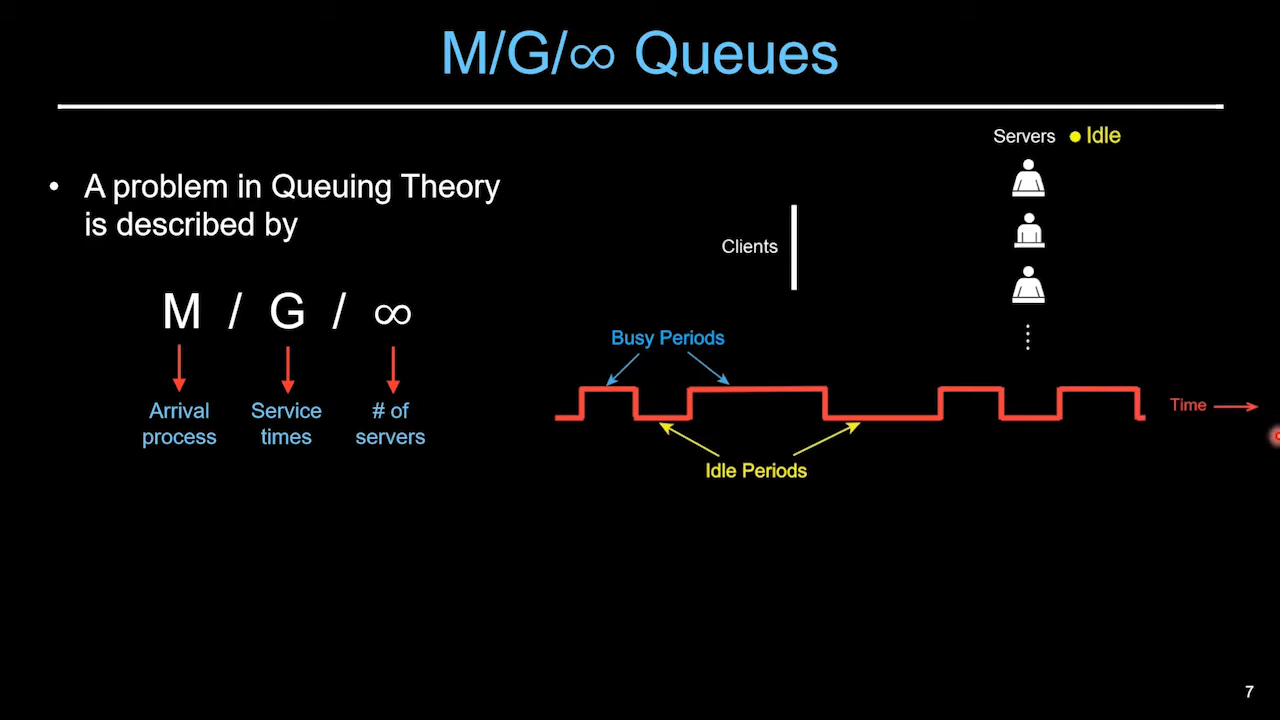 M/G/∞ Queues
• A problem in Queuing Theory
is described by
M / G / ∞
Arrival
process
Service
times
# of
servers
Servers
Idle
Clients
Busy Periods
Time
Idle Periods
7